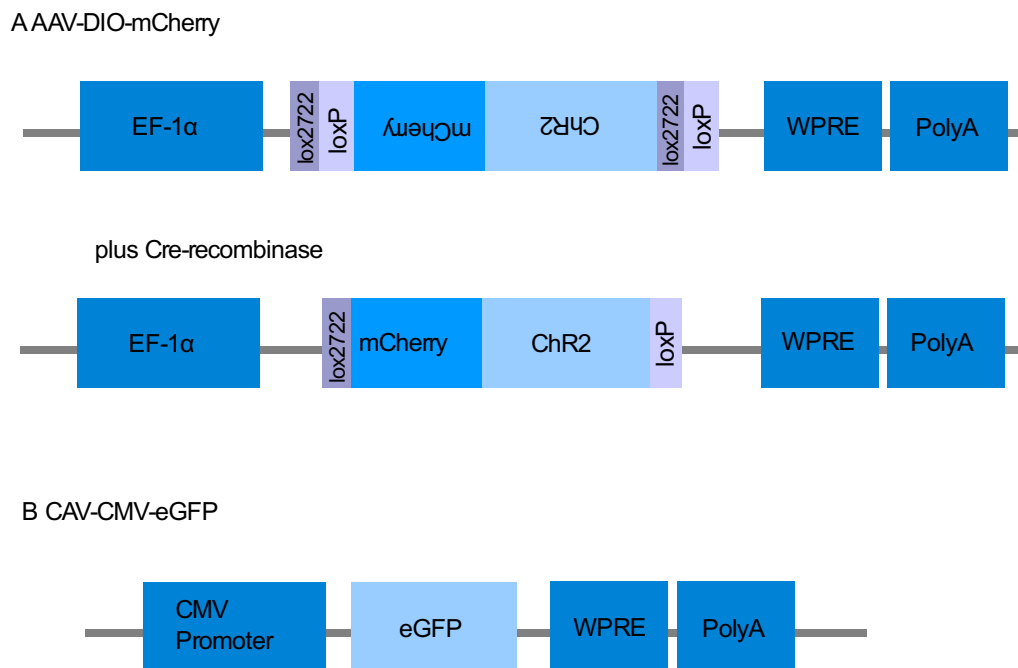 A AAV-DIO-mCherry
EF-1α lox2722 loxP mCherry ChR2 lox2722 loxP WPRE PolyA
plus Cre-recombinase
EF-1α lox2722 mCherry ChR2 loxP WPRE PolyA
B CAV-CMV-eGFP
CMV
Promoter eGFP WPRE PolyA